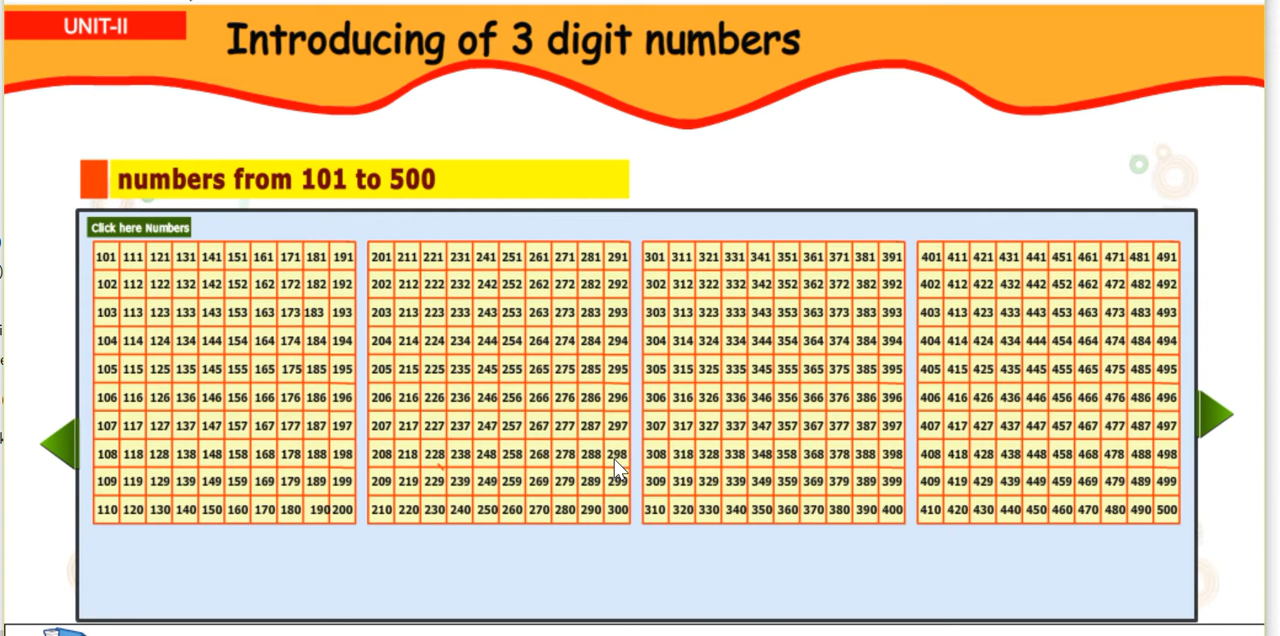 UNIT-II
Introducing of 3 digit numbers
numbers from 101 to 500
Click here Numbers
101 111 121 131 141 151 161 171 181 191 201 211 221 231 241 251 261 271 281 291 301 311 321 331 341 351 361 371 381 391 401 411 421 431 441 451 461 471 481 491
102 112 122 132 142 152 162 172 182 192 202 212 222 232 242 252 262 272 282 292 302 312 322 332 342 352 362 372 382 392 402 412 422 432 442 452 462 472 482 492
103 113 123 133 143 153 163 173 183 193 203 213 223 233 243 253 263 273 283 293 303 313 323 333 343 353 363 373 383 393 403 413 423 433 443 453 463 473 483 493
104 114 124 134 144 154 164 174 184 194 204 214 224 234 244 254 264 274 284 294 304 314 324 334 344 354 364 374 384 394 404 414 424 434 444 454 464 474 484 494
105 115 125 135 145 155 165 175 185 195 205 215 225 235 245 255 265 275 285 295 305 315 325 335 345 355 365 375 385 395 405 415 425 435 445 455 465 475 485 495
106 116 126 136 146 156 166 176 186 196 206 216 226 236 246 256 266 276 286 296 306 316 326 336 346 356 366 376 386 396 406 416 426 436 446 456 466 476 486 496
107 117 127 137 147 157 167 177 187 197 207 217 227 237 247 257 267 277 287 297 307 317 327 337 347 357 367 377 387 397 407 417 427 437 447 457 467 477 487 497
108 118 128 138 148 158 168 178 188 198 208 218 228 238 248 258 268 278 288 298 308 318 328 338 348 358 368 378 388 398 408 418 428 438 448 458 468 478 488 498
109 119 129 139 149 159 169 179 189 199 209 219 229 239 249 259 269 279 289 309 319 329 339 349 359 369 379 389 399 409 419 429 439 449 459 469 479 489 499
110 120 130 140 150 160 170 180 190 200 210 220 230 240 250 260 270 280 290 300 310 320 330 340 350 360 370 380 390 400 410 420 430 440 450 460 470 480 490 500